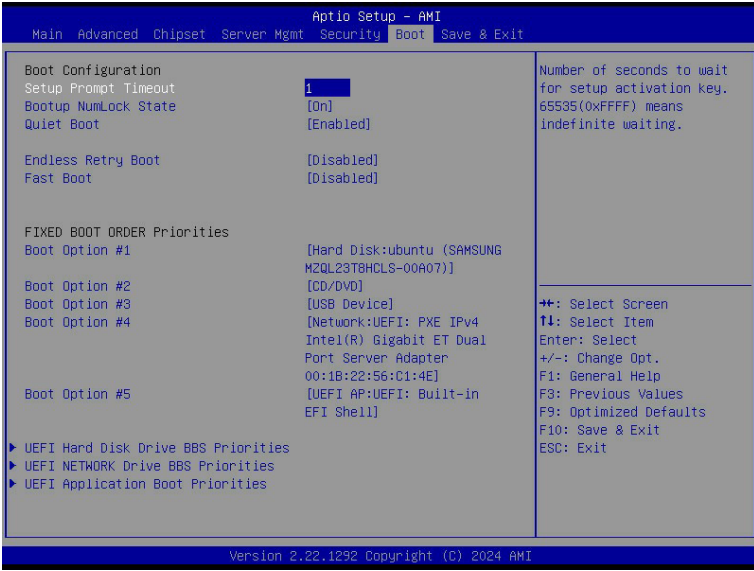 Aptio Setup – AMI
Main Advanced Chipset Server Mgmt Security Boot Save & Exit
Boot Configuration
Setup Prompt Timeout 1
Bootup NumLock State [On]
Quiet Boot [Enabled]
Endless Retry Boot [Disabled]
Fast Boot [Disabled]
FIXED BOOT ORDER Priorities
Boot Option #1 [Hard Disk:ubuntu (SAMSUNG
MZQL23T8HCLS-00A07)]
Boot Option #2 [CD/DVD]
Boot Option #3 [USB Device]
Boot Option #4 [Network:UEFI: PXE IPv4
Intel(R) Gigabit ET Dual
Port Server Adapter
00:1B:22:56:C1:4E]
Boot Option #5 [UEFI AP:UEFI: Built-in
EFI Shell]
UEFI Hard Disk Drive BBS Priorities
UEFI NETWORK Drive BBS Priorities
UEFI Application Boot Priorities
Number of seconds to wait
for setup activation key.
65535(0xFFFF) means
indefinite waiting.
→←: Select Screen
↑↓: Select Item
Enter: Select
+/-: Change Opt.
F1: General Help
F3: Previous Values
F9: Optimized Defaults
F10: Save & Exit
ESC: Exit
Version 2.22.1292 Copyright (C) 2024 AMI